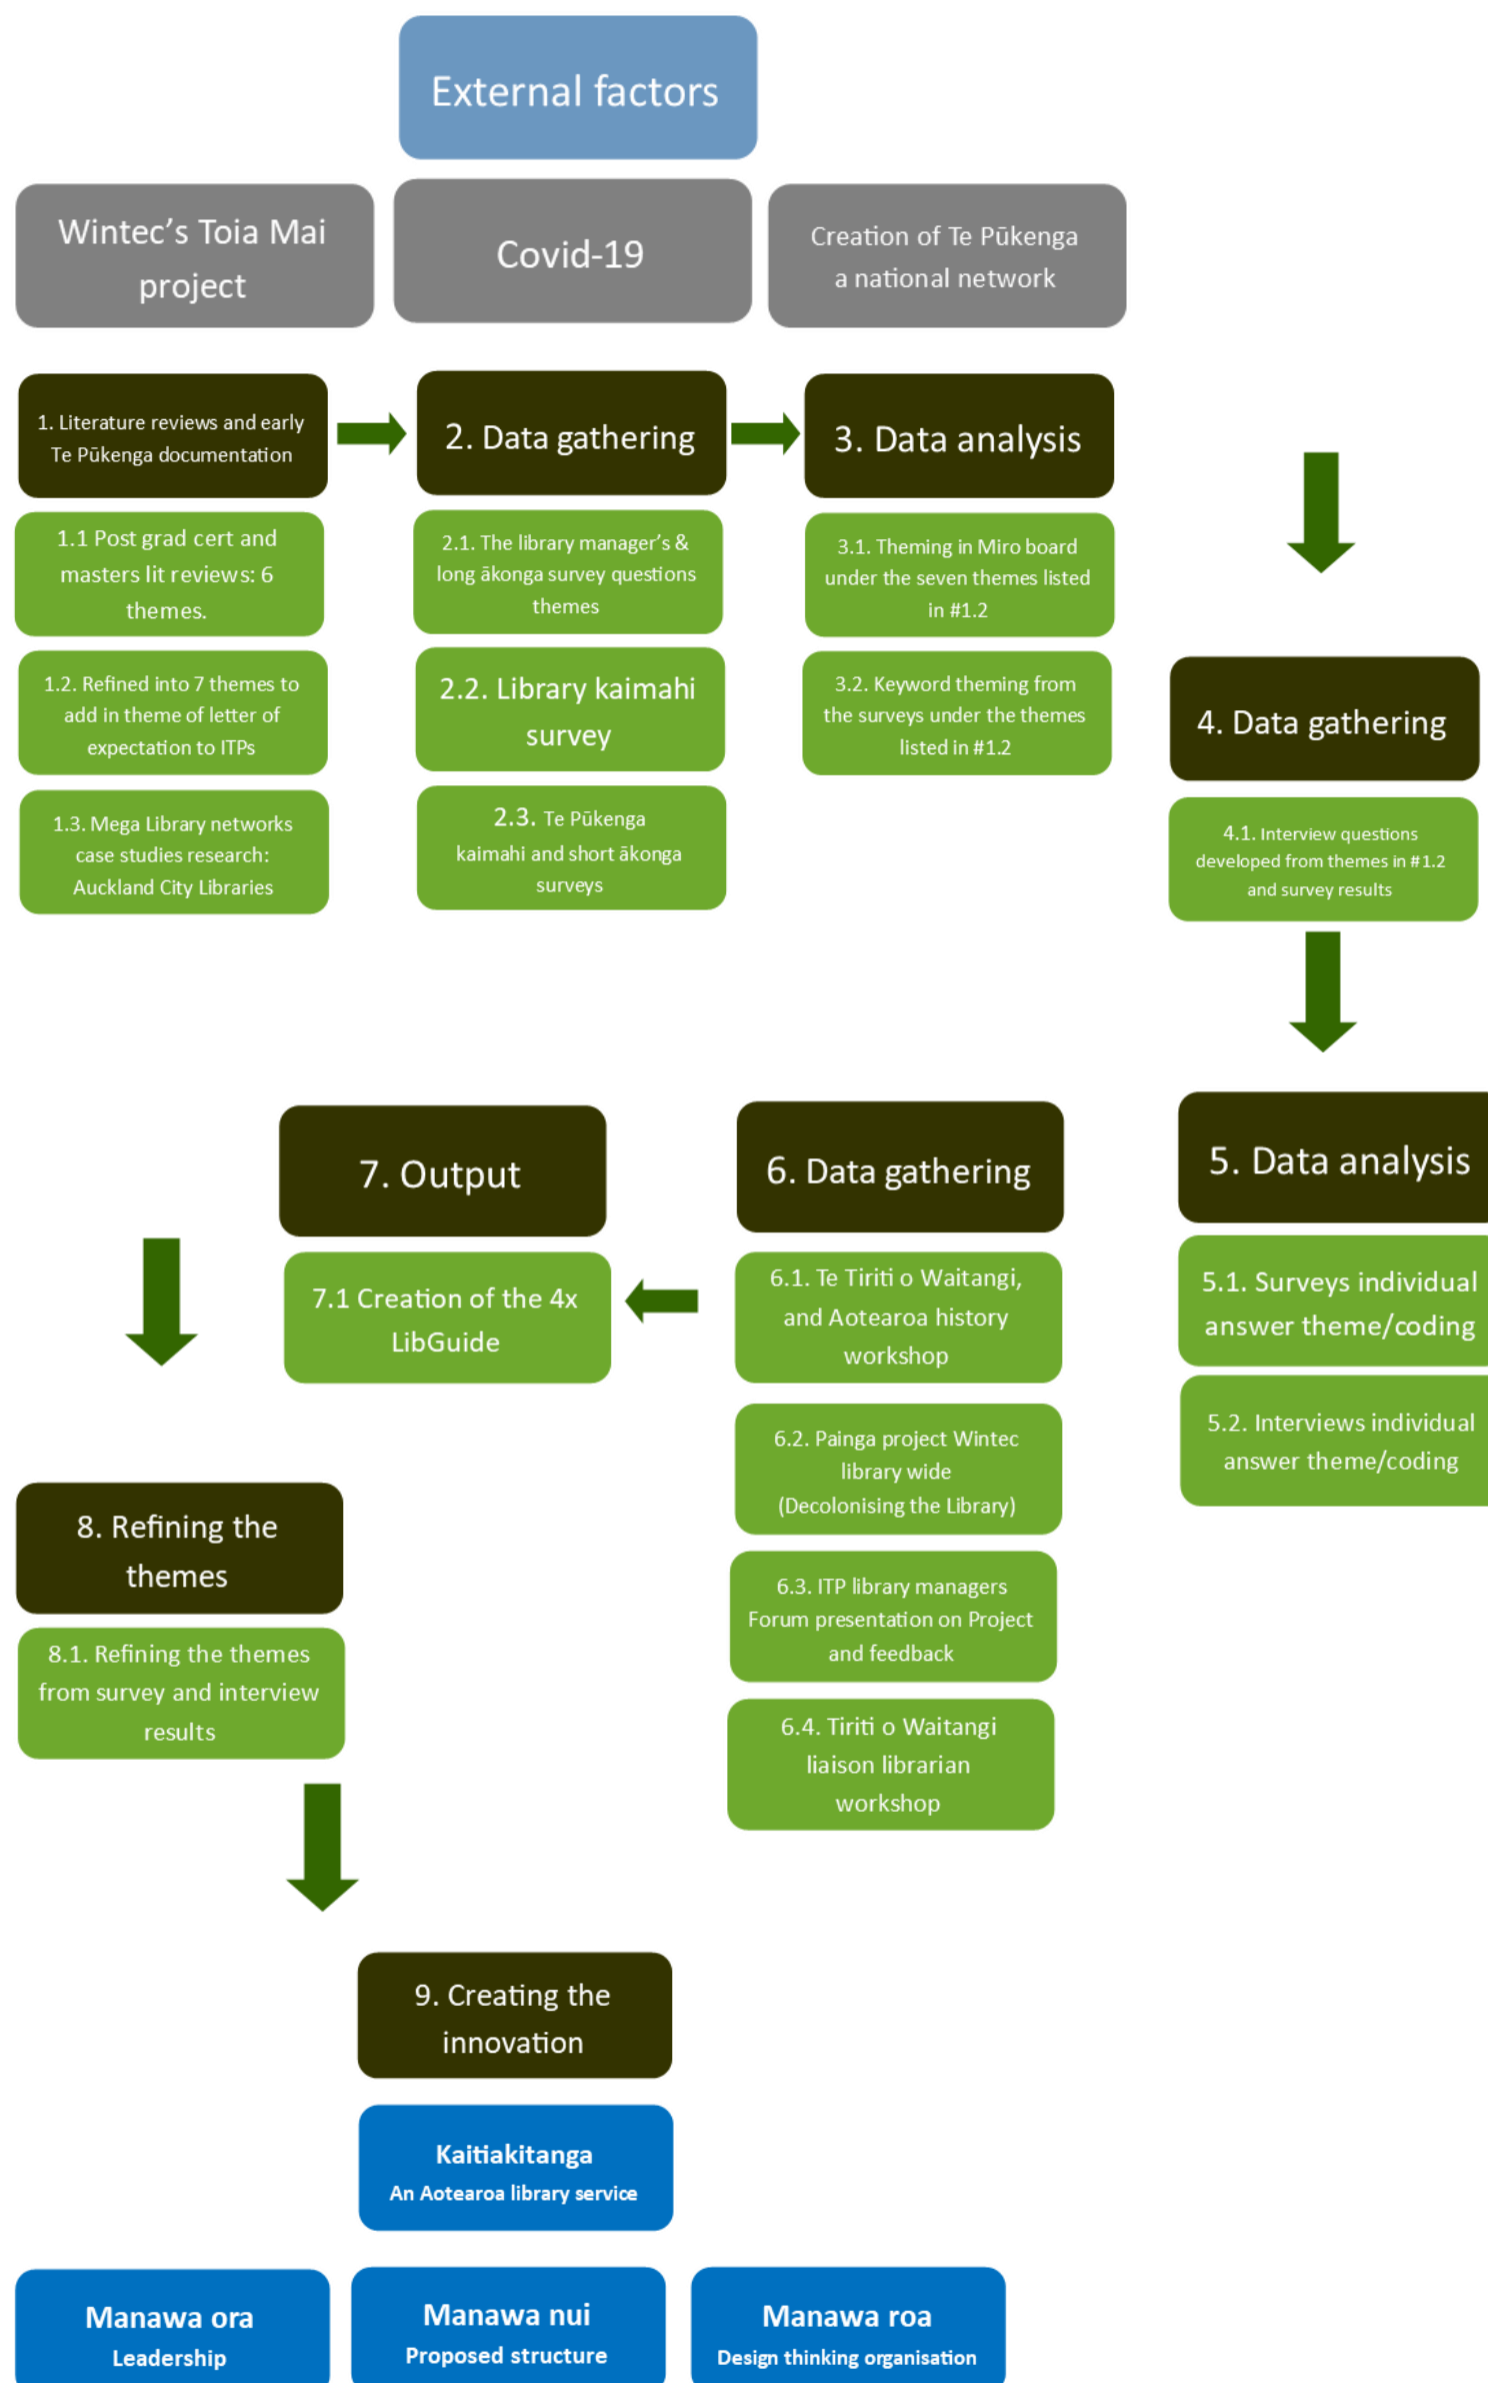 External factors
Wintec’s Toia Mai
project
Covid-19
Creation of Te Pūkenga
a national network
1. Literature reviews and early
Te Pūkenga documentation
1.1 Post grad cert and
masters lit reviews: 6
themes.
1.2. Refined into 7 themes to
add in theme of letter of
expectation to ITPs
1.3. Mega Library networks
case studies research:
Auckland City Libraries
2. Data gathering
2.1. The library manager’s &
long ākonga survey questions
themes
2.2. Library kaimahi
survey
2.3. Te Pūkenga
kaimahi and short ākonga
surveys
3. Data analysis
3.1. Theming in Miro board
under the seven themes listed
in #1.2
3.2. Keyword theming from
the surveys under the themes
listed in #1.2
4. Data gathering
4.1. Interview questions
developed from themes in #1.2
and survey results
5. Data analysis
5.1. Surveys individual
answer theme/coding
5.2. Interviews individual
answer theme/coding
6. Data gathering
6.1. Te Tiriti o Waitangi,
and Aotearoa history
workshop
6.2. Painga project Wintec
library wide
(Decolonising the Library)
6.3. ITP library managers
Forum presentation on Project
and feedback
6.4. Tiriti o Waitangi
liaison librarian
workshop
7. Output
7.1 Creation of the 4x
LibGuide
8. Refining the
themes
8.1. Refining the themes
from survey and interview
results
9. Creating the
innovation
Kaitiakitanga
An Aotearoa library service
Manawa ora
Leadership
Manawa nui
Proposed structure
Manawa roa
Design thinking organisation